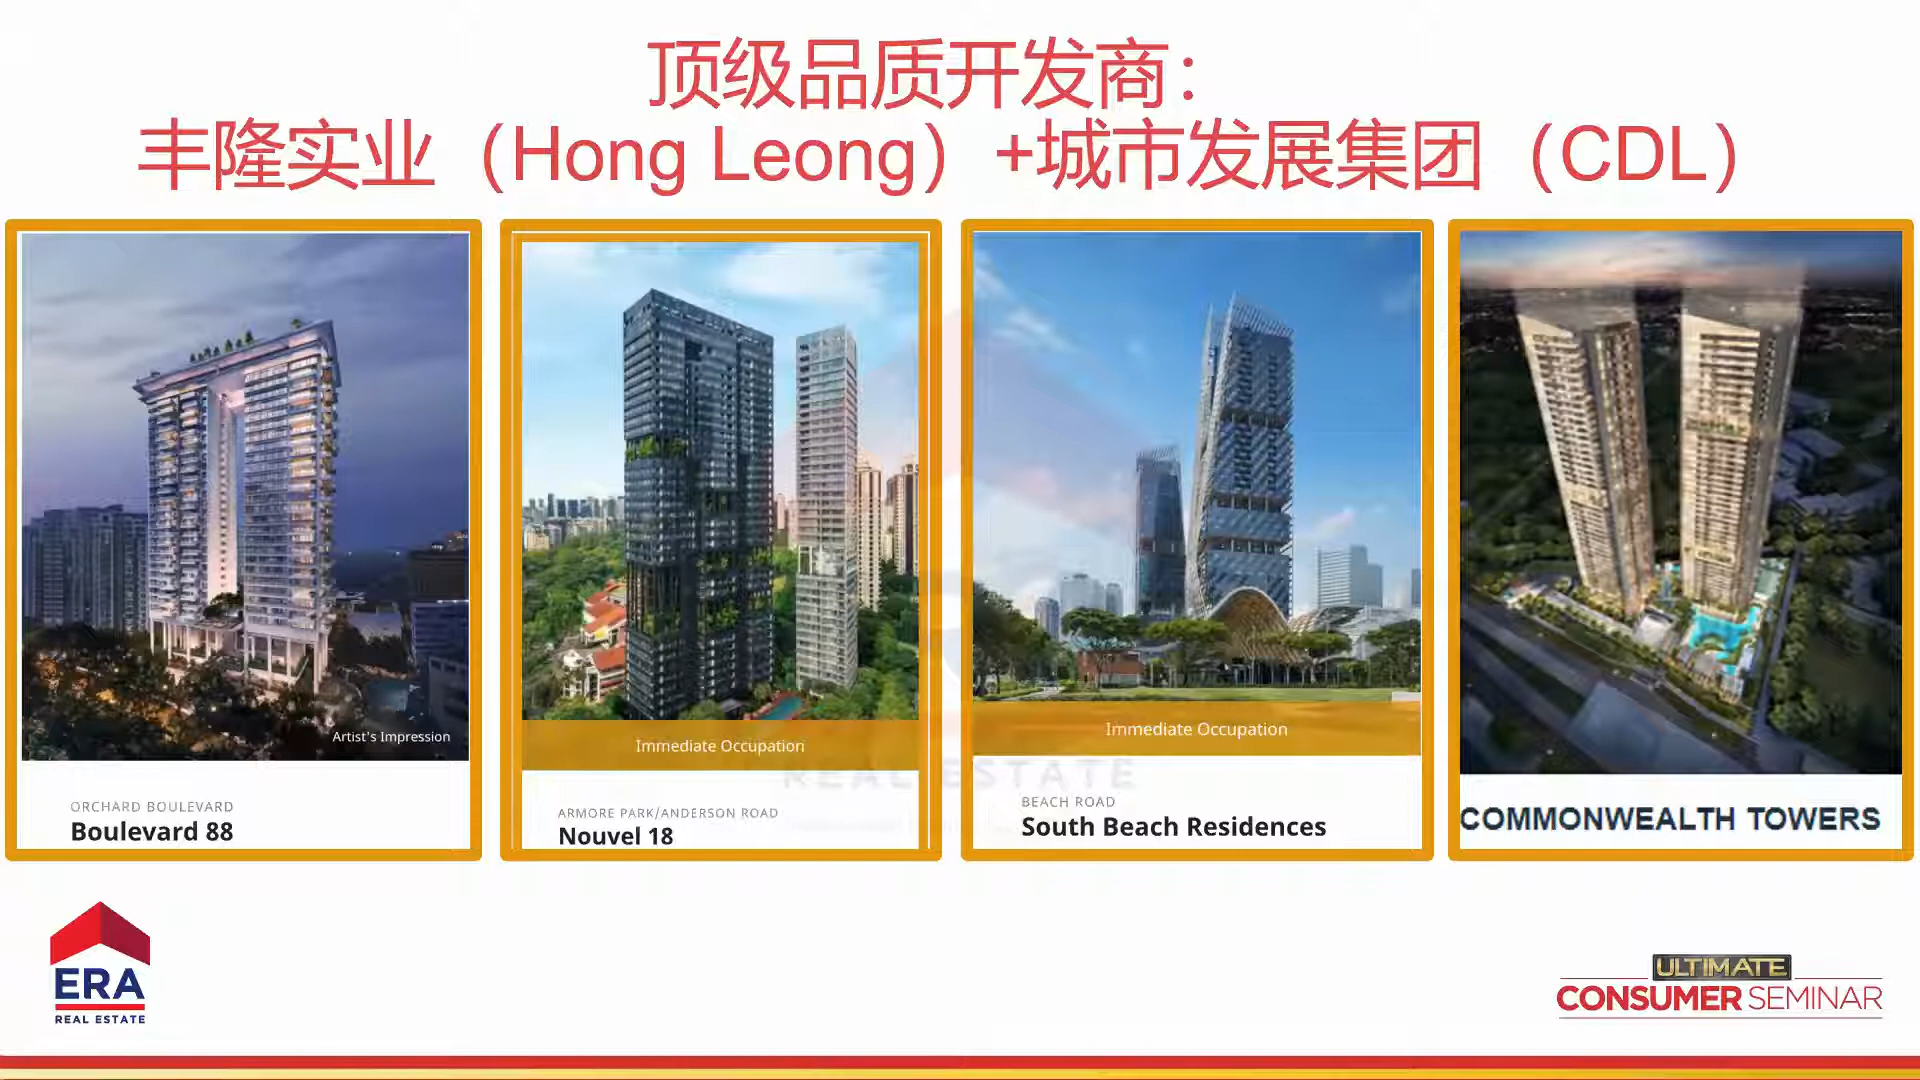 顶级品质开发商：
丰隆实业（Hong Leong）+城市发展集团（CDL）
Artist's Impression
ORCHARD BOULEVARD
Boulevard 88
Immediate Occupation
ARMORE PARK/ANDERSON ROAD
Nouvel 18
Immediate Occupation
BEACH ROAD
South Beach Residences
COMMONWEALTH TOWERS
REAL ESTATE
ERA
REAL ESTATE
ULTIMATE
CONSUMER SEMINAR